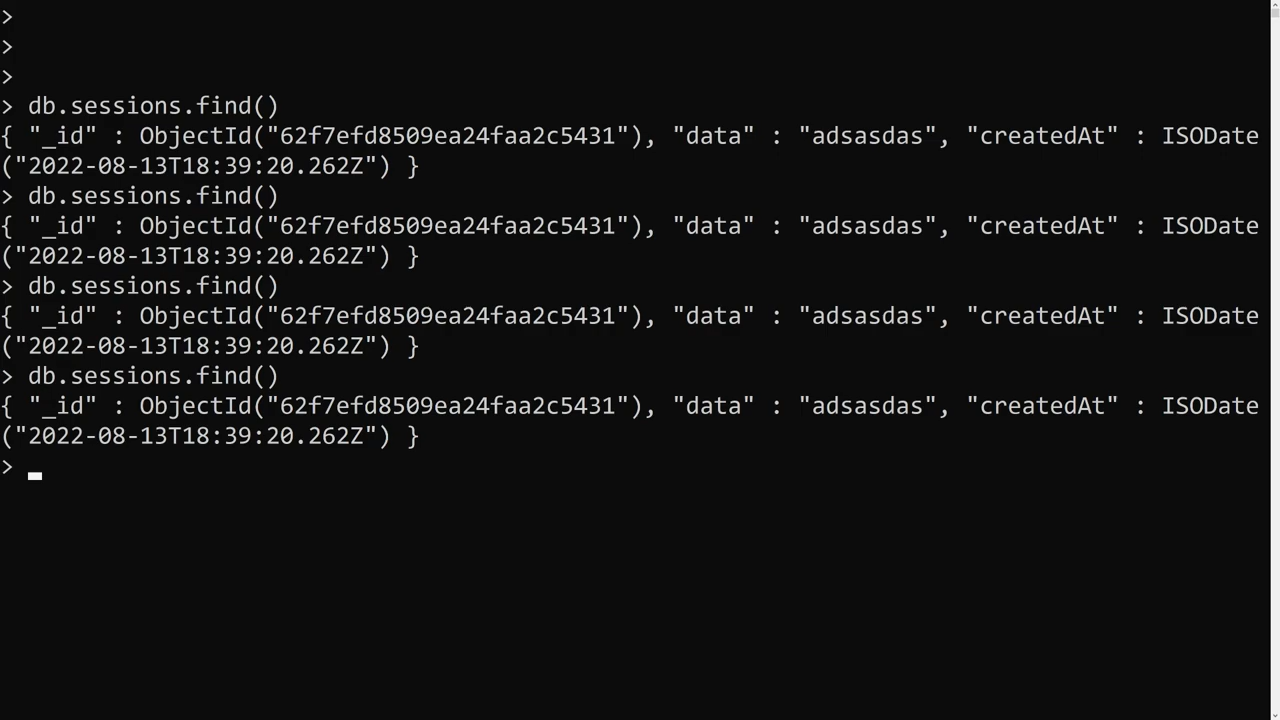 >
>
>
> db.sessions.find()
{ "_id" : ObjectId("62f7efd8509ea24faa2c5431"), "data" : "adsasdas", "createdAt" : ISODate
("2022-08-13T18:39:20.262Z") }
> db.sessions.find()
{ "_id" : ObjectId("62f7efd8509ea24faa2c5431"), "data" : "adsasdas", "createdAt" : ISODate
("2022-08-13T18:39:20.262Z") }
> db.sessions.find()
{ "_id" : ObjectId("62f7efd8509ea24faa2c5431"), "data" : "adsasdas", "createdAt" : ISODate
("2022-08-13T18:39:20.262Z") }
> db.sessions.find()
{ "_id" : ObjectId("62f7efd8509ea24faa2c5431"), "data" : "adsasdas", "createdAt" : ISODate
("2022-08-13T18:39:20.262Z") }
>